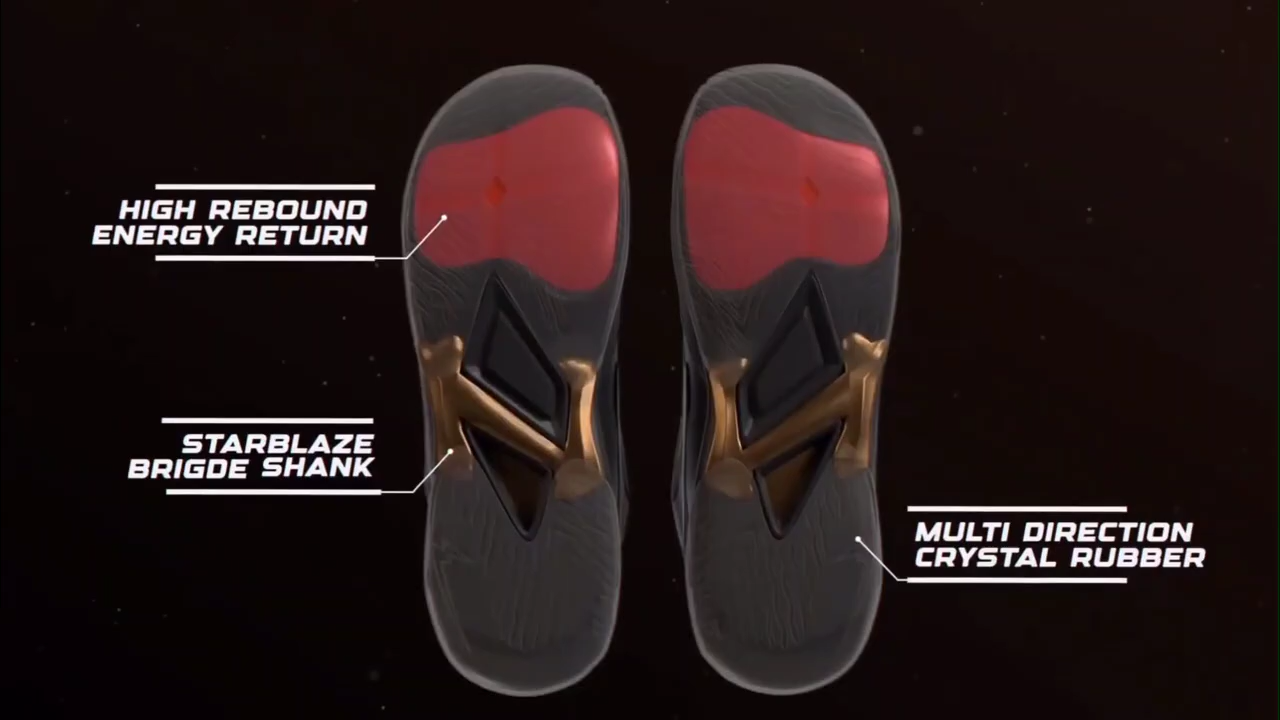 HIGH REBOUND
ENERGY RETURN
STARBLAZE
BRIGDE SHANK
MULTI DIRECTION
CRYSTAL RUBBER